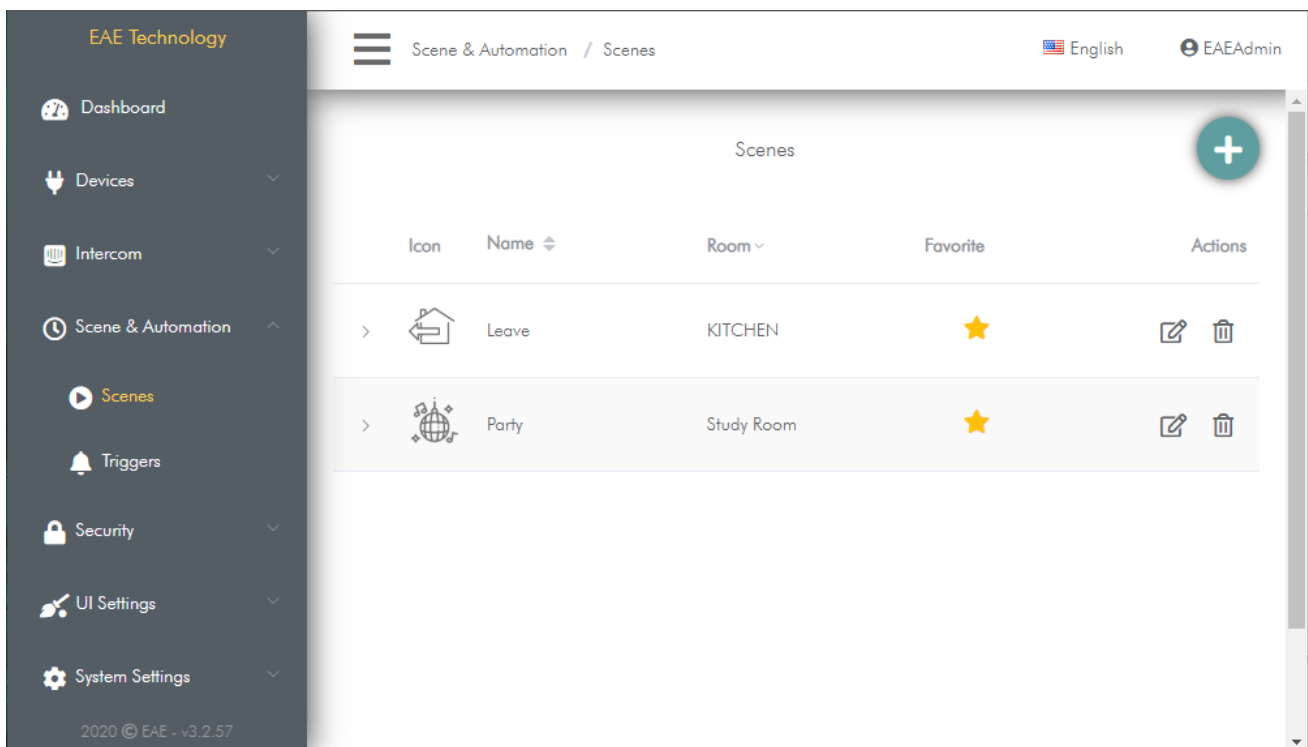 EAE Technology
Dashboard
Devices
Intercom
Scene & Automation
Scenes
Triggers
Security
UI Settings
System Settings
2020 © EAE - v3.2.57
Scene & Automation / Scenes
English
EAEAdmin
Scenes
Icon Name Room Favorite Actions
Leave KITCHEN
Party Study Room